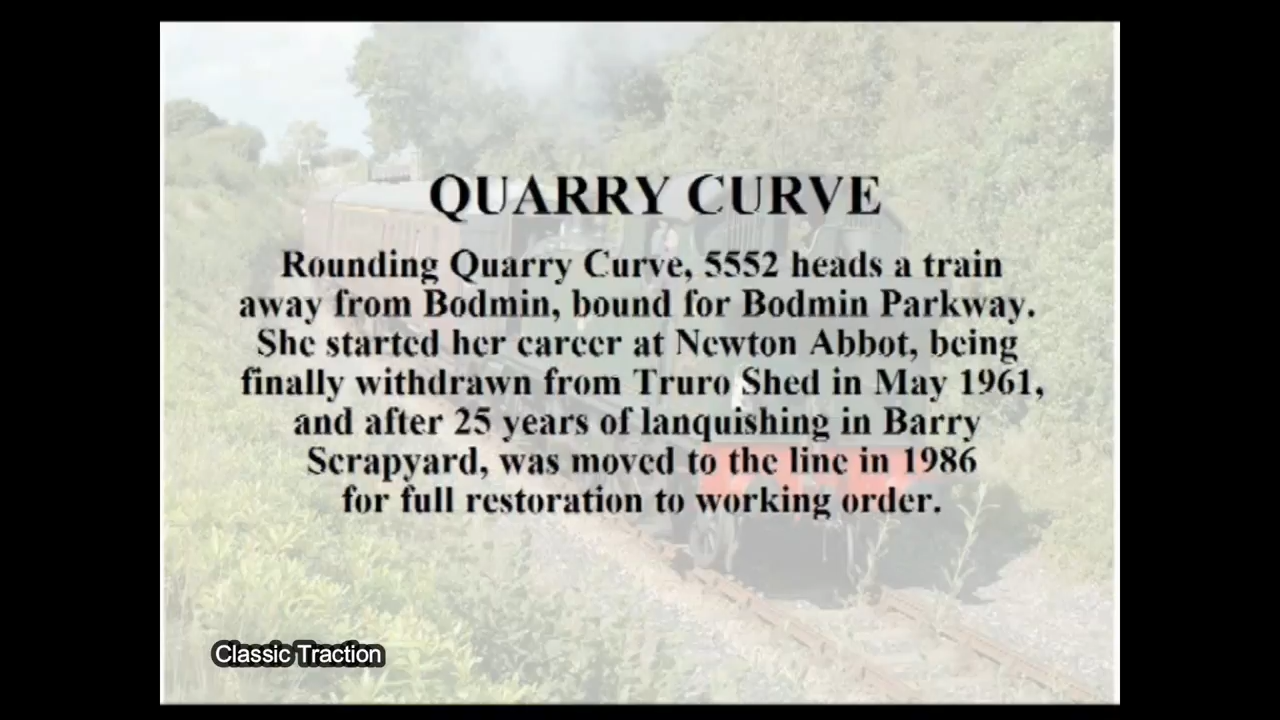 QUARRY CURVE
Rounding Quarry Curve, 5552 heads a train
away from Bodmin, bound for Bodmin Parkway.
She started her career at Newton Abbot, being
finally withdrawn from Truro Shed in May 1961,
and after 25 years of lanquishing in Barry
Scrapyard, was moved to the line in 1986
for full restoration to working order.
Classic Traction